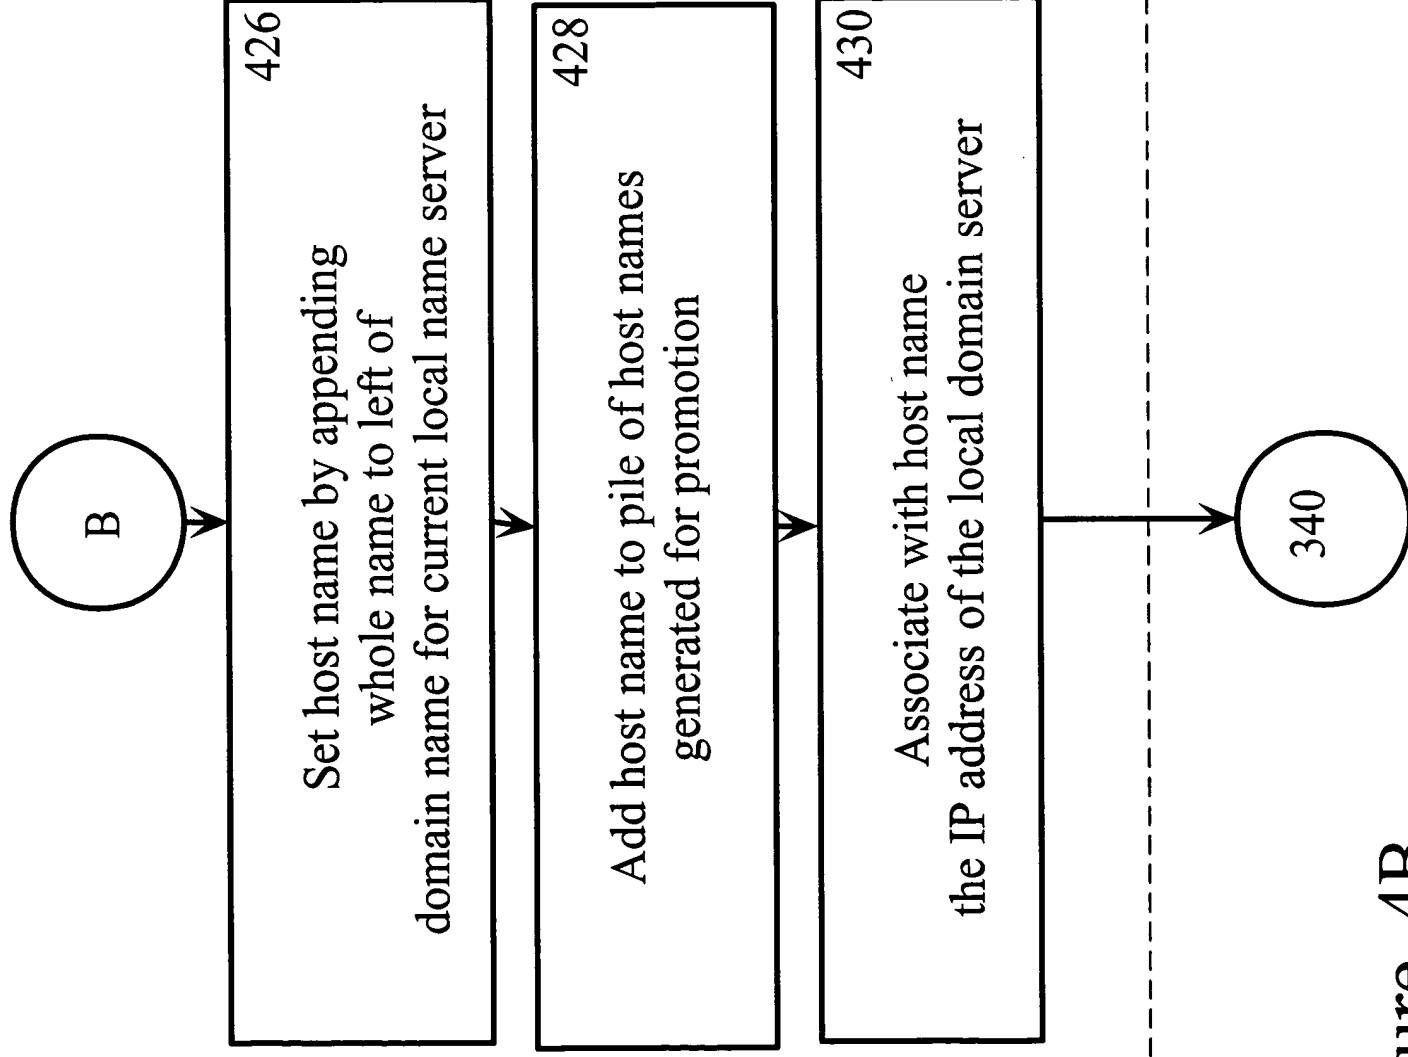 B
426
Set host name by appending
whole name to left of
domain name for current local name server
428
Add host name to pile of host names
generated for promotion
430
Associate with host name
the IP address of the local domain server
340
4B